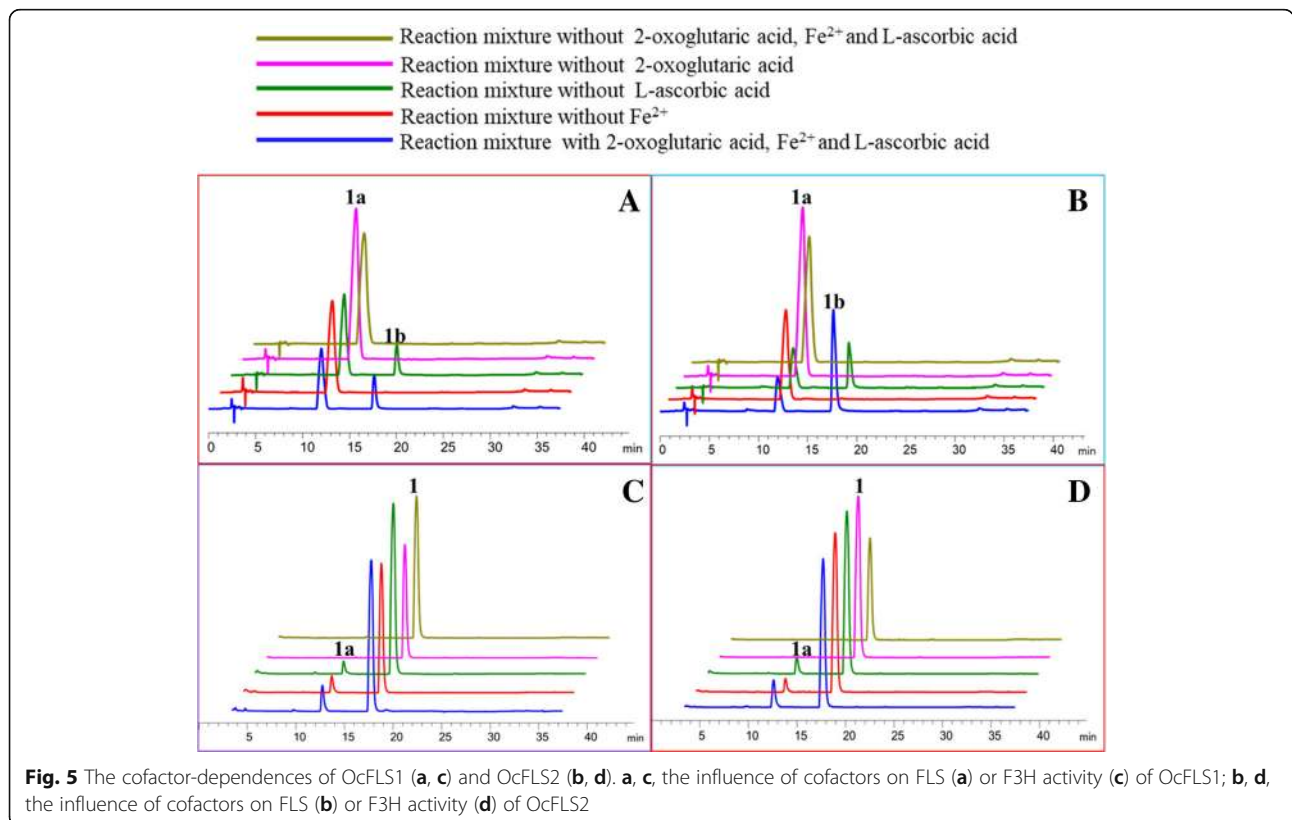 Reaction mixture without 2-oxoglutaric acid, Fe²⁺ and L-ascorbic acid
Reaction mixture without 2-oxoglutaric acid
Reaction mixture without L-ascorbic acid
Reaction mixture without Fe²⁺
Reaction mixture with 2-oxoglutaric acid, Fe²⁺ and L-ascorbic acid
A
1a
1b
0 5 10 15 20 25 30 35 40 min
B
1a
1b
0 5 10 15 20 25 30 35 40 min
C
1
1a
5 10 15 20 25 30 35 40 min
D
1
1a
5 10 15 20 25 30 35 40 min
Fig. 5 The cofactor-dependences of OcFLS1 (a, c) and OcFLS2 (b, d). a, c, the influence of cofactors on FLS (a) or F3H activity (c) of OcFLS1; b, d,
the influence of cofactors on FLS (b) or F3H activity (d) of OcFLS2